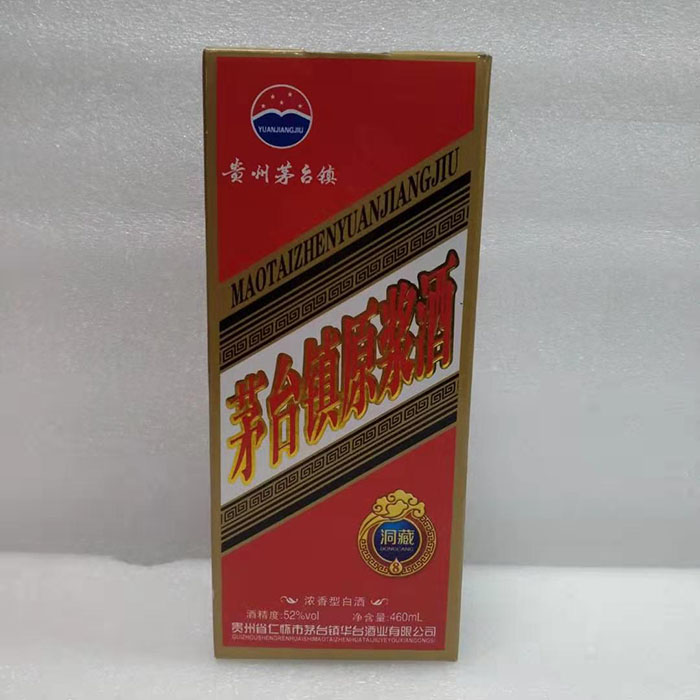 YUANJIANGJIU
贵州茅台镇
MAOTAIZHENYUANJIANGJIU
茅台镇原浆酒
洞藏
DONGCANG
8
浓香型白酒
酒精度:52%vol 净含量:460mL
贵州省仁怀市茅台镇华台酒业有限公司
GUIZHOUSHENGRENHUAISHIMAOTAIZHENHUATAIJIUYEYOUXIANGONGSI